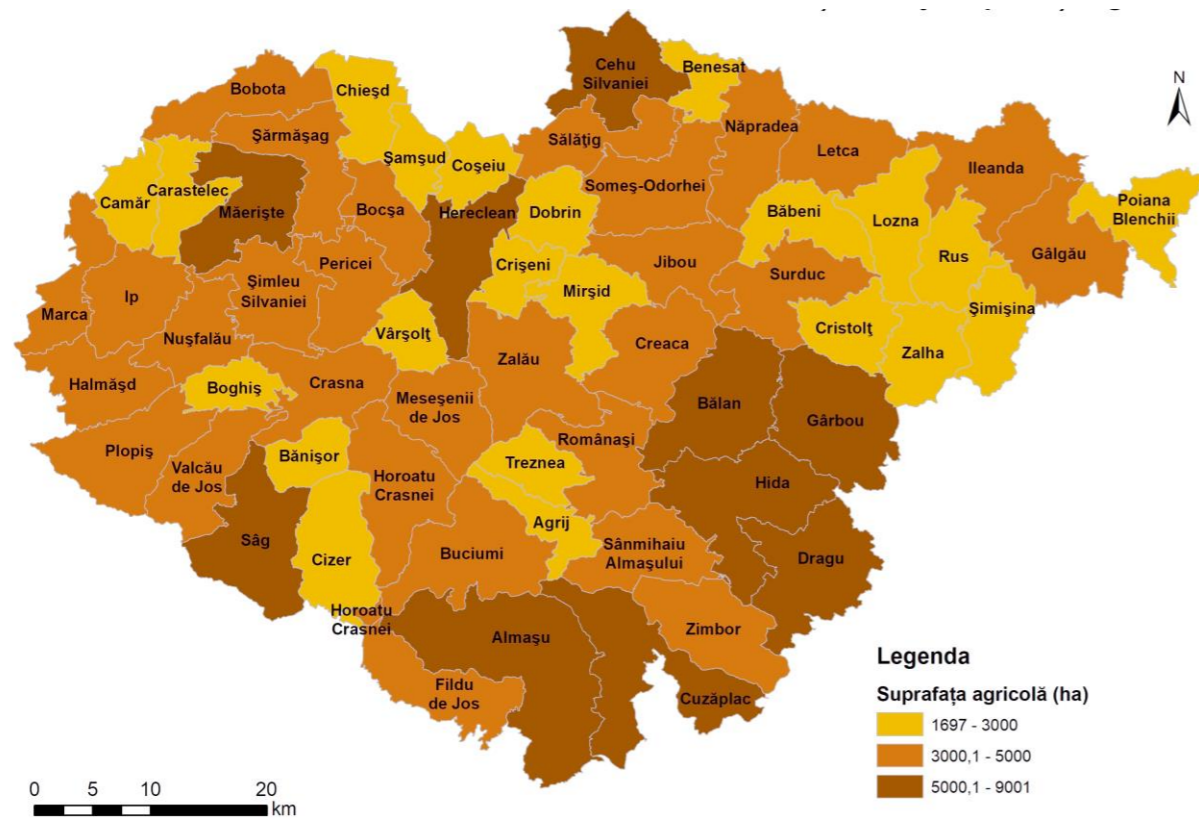 Cehu
Silvaniei
Benesat
N
Bobota
Chieşd
Năpradea
Şărmăşag
Sălăţig
Letca
Şamşud
Coşeiu
Ileanda
Someş-Odorhei
Camăr
Carastelec
Măerişte
Bocşa
Hereclean
Dobrin
Băbeni
Lozna
Poiana
Blenchii
Rus
Gâlgău
Pericei
Crişeni
Jibou
Surduc
Şimleu
Silvaniei
Ip
Mirşid
Şimişina
Marca
Nuşfalău
Vârşolţ
Cristolţ
Creaca
Zalău
Zalha
Halmăşd
Boghiş
Crasna
Meseşenii
de Jos
Bălan
Gârbou
Plopiş
Românaşi
Bănişor
Treznea
Valcău
de Jos
Horoatu
Crasnei
Hida
Agrij
Sâg
Cizer
Buciumi
Sânmihaiu
Almaşului
Dragu
Horoatu
Crasnei
Almaşu
Zimbor
Fildu
de Jos
Cuzăplac
Legenda
Suprafața agricolă (ha)
1697 - 3000
3000,1 - 5000
5000,1 - 9001
0 5 10 20
km